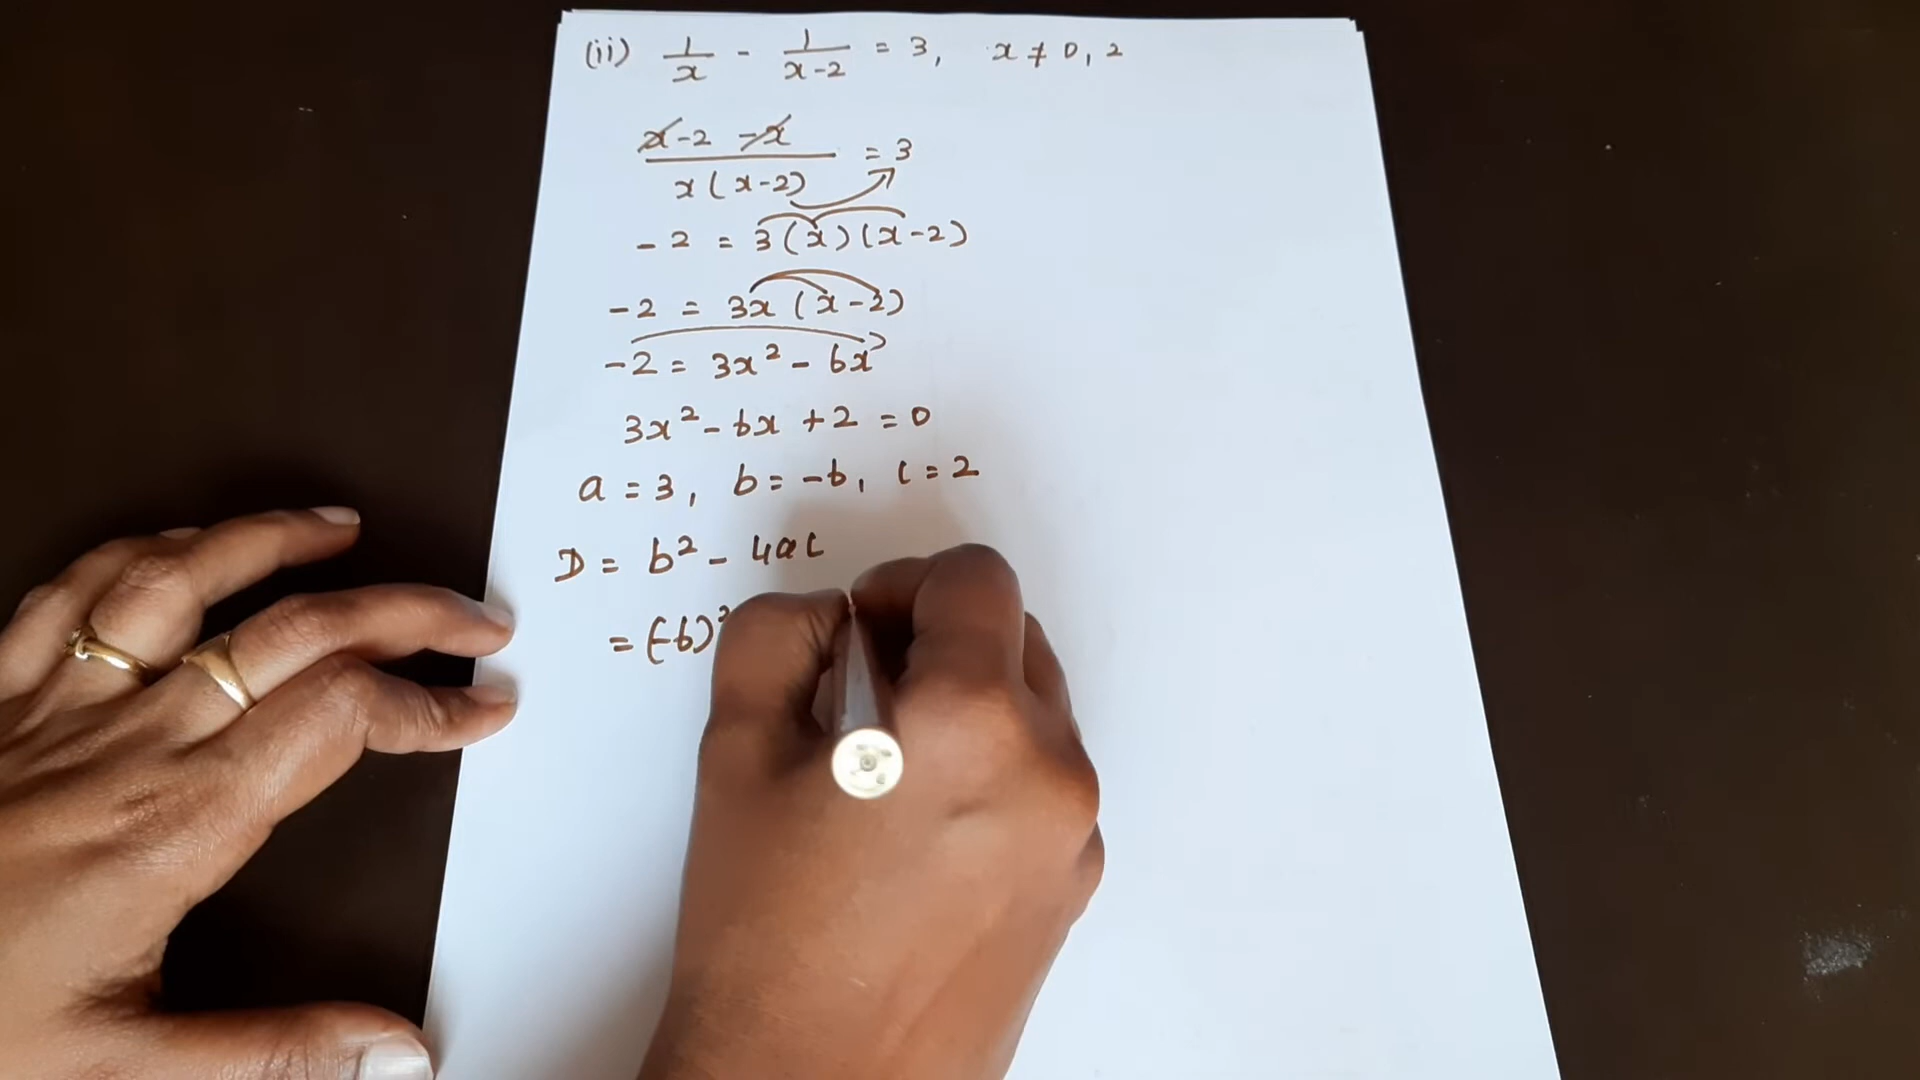 (ii) 1/x - 1/(x-2) = 3, x ≠ 0, 2
x-2 -x / x(x-2) = 3
-2 = 3(x)(x-2)
-2 = 3x(x-2)
-2 = 3x² - 6x
3x² - 6x + 2 = 0
a = 3, b = -6, c = 2
D = b² - 4ac
= (-6)²